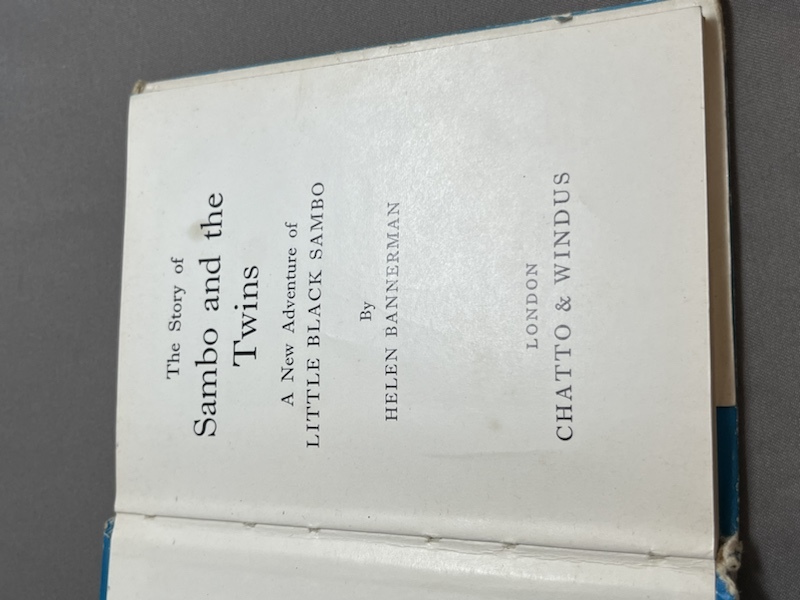 The Story of
Sambo and the
Twins
A New Adventure of
LITTLE BLACK SAMBO
By
HELEN BANNERMAN
LONDON
CHATTO & WINDUS